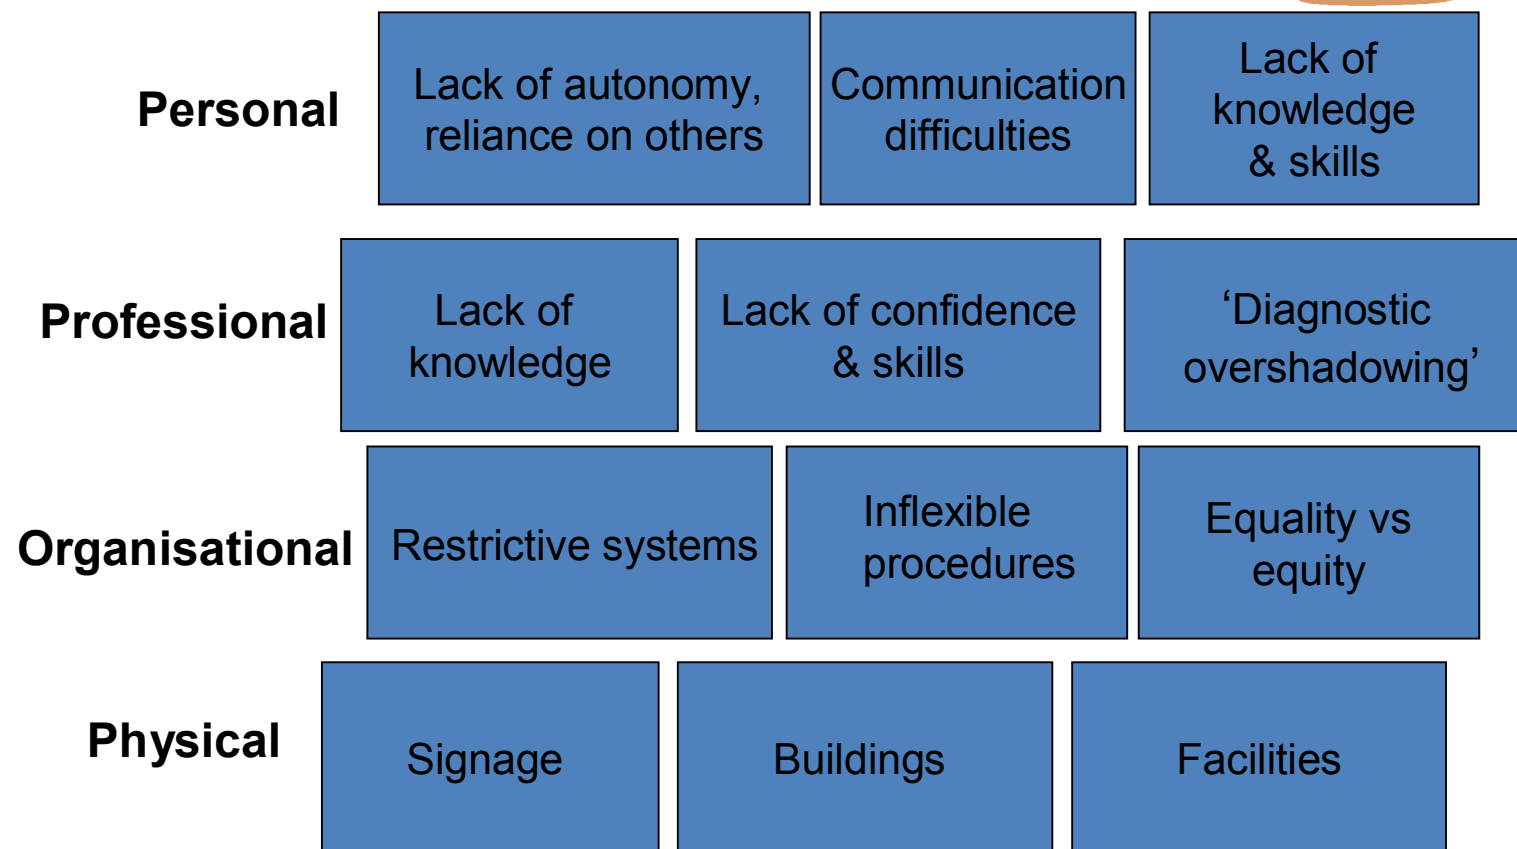 Personal
Lack of autonomy,
reliance on others
Communication
difficulties
Lack of
knowledge
& skills
Professional
Lack of
knowledge
Lack of confidence
& skills
‘Diagnostic
overshadowing’
Organisational
Restrictive systems
Inflexible
procedures
Equality vs
equity
Physical
Signage
Buildings
Facilities